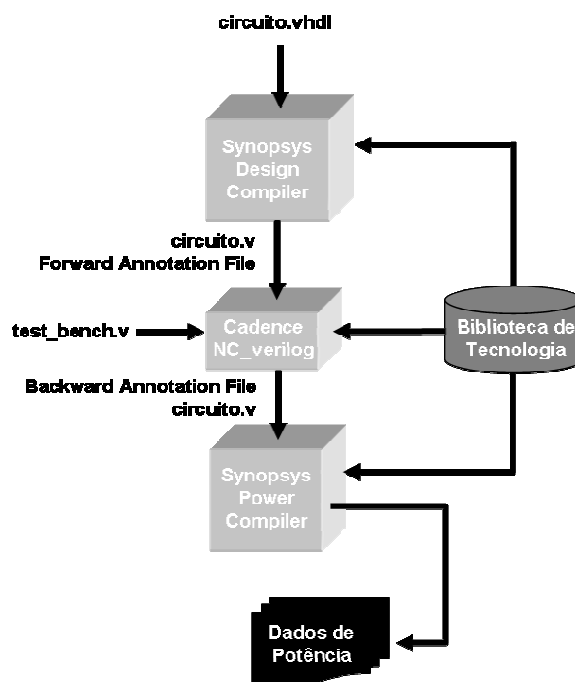 circuito.vhdl
Synopsys
Design
Compiler
circuito.v
Forward Annotation File
test_bench.v
Cadence
NC_verilog
Biblioteca de
Tecnologia
Backward Annotation File
circuito.v
Synopsys
Power
Compiler
Dados de
Potência